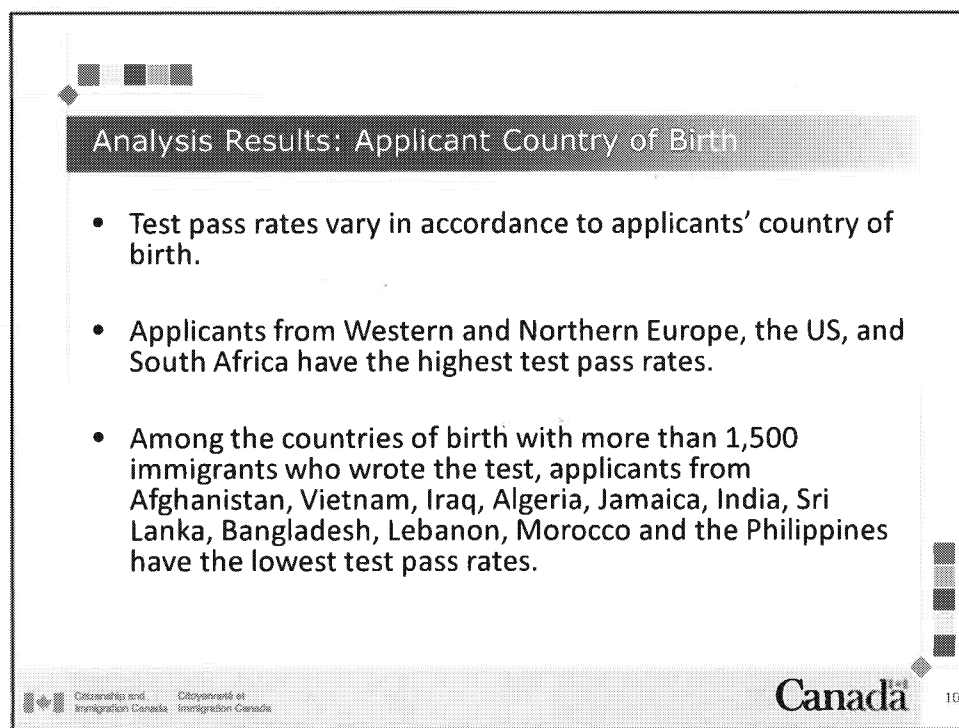 Analysis Results: Applicant Country of Birth
• Test pass rates vary in accordance to applicants’ country of
birth.
• Applicants from Western and Northern Europe, the US, and
South Africa have the highest test pass rates.
• Among the countries of birth with more than 1,500
immigrants who wrote the test, applicants from
Afghanistan, Vietnam, Iraq, Algeria, Jamaica, India, Sri
Lanka, Bangladesh, Lebanon, Morocco and the Philippines
have the lowest test pass rates.
Citizenship and
Immigration Canada
Citoyenneté et
Immigration Canada
Canada
10